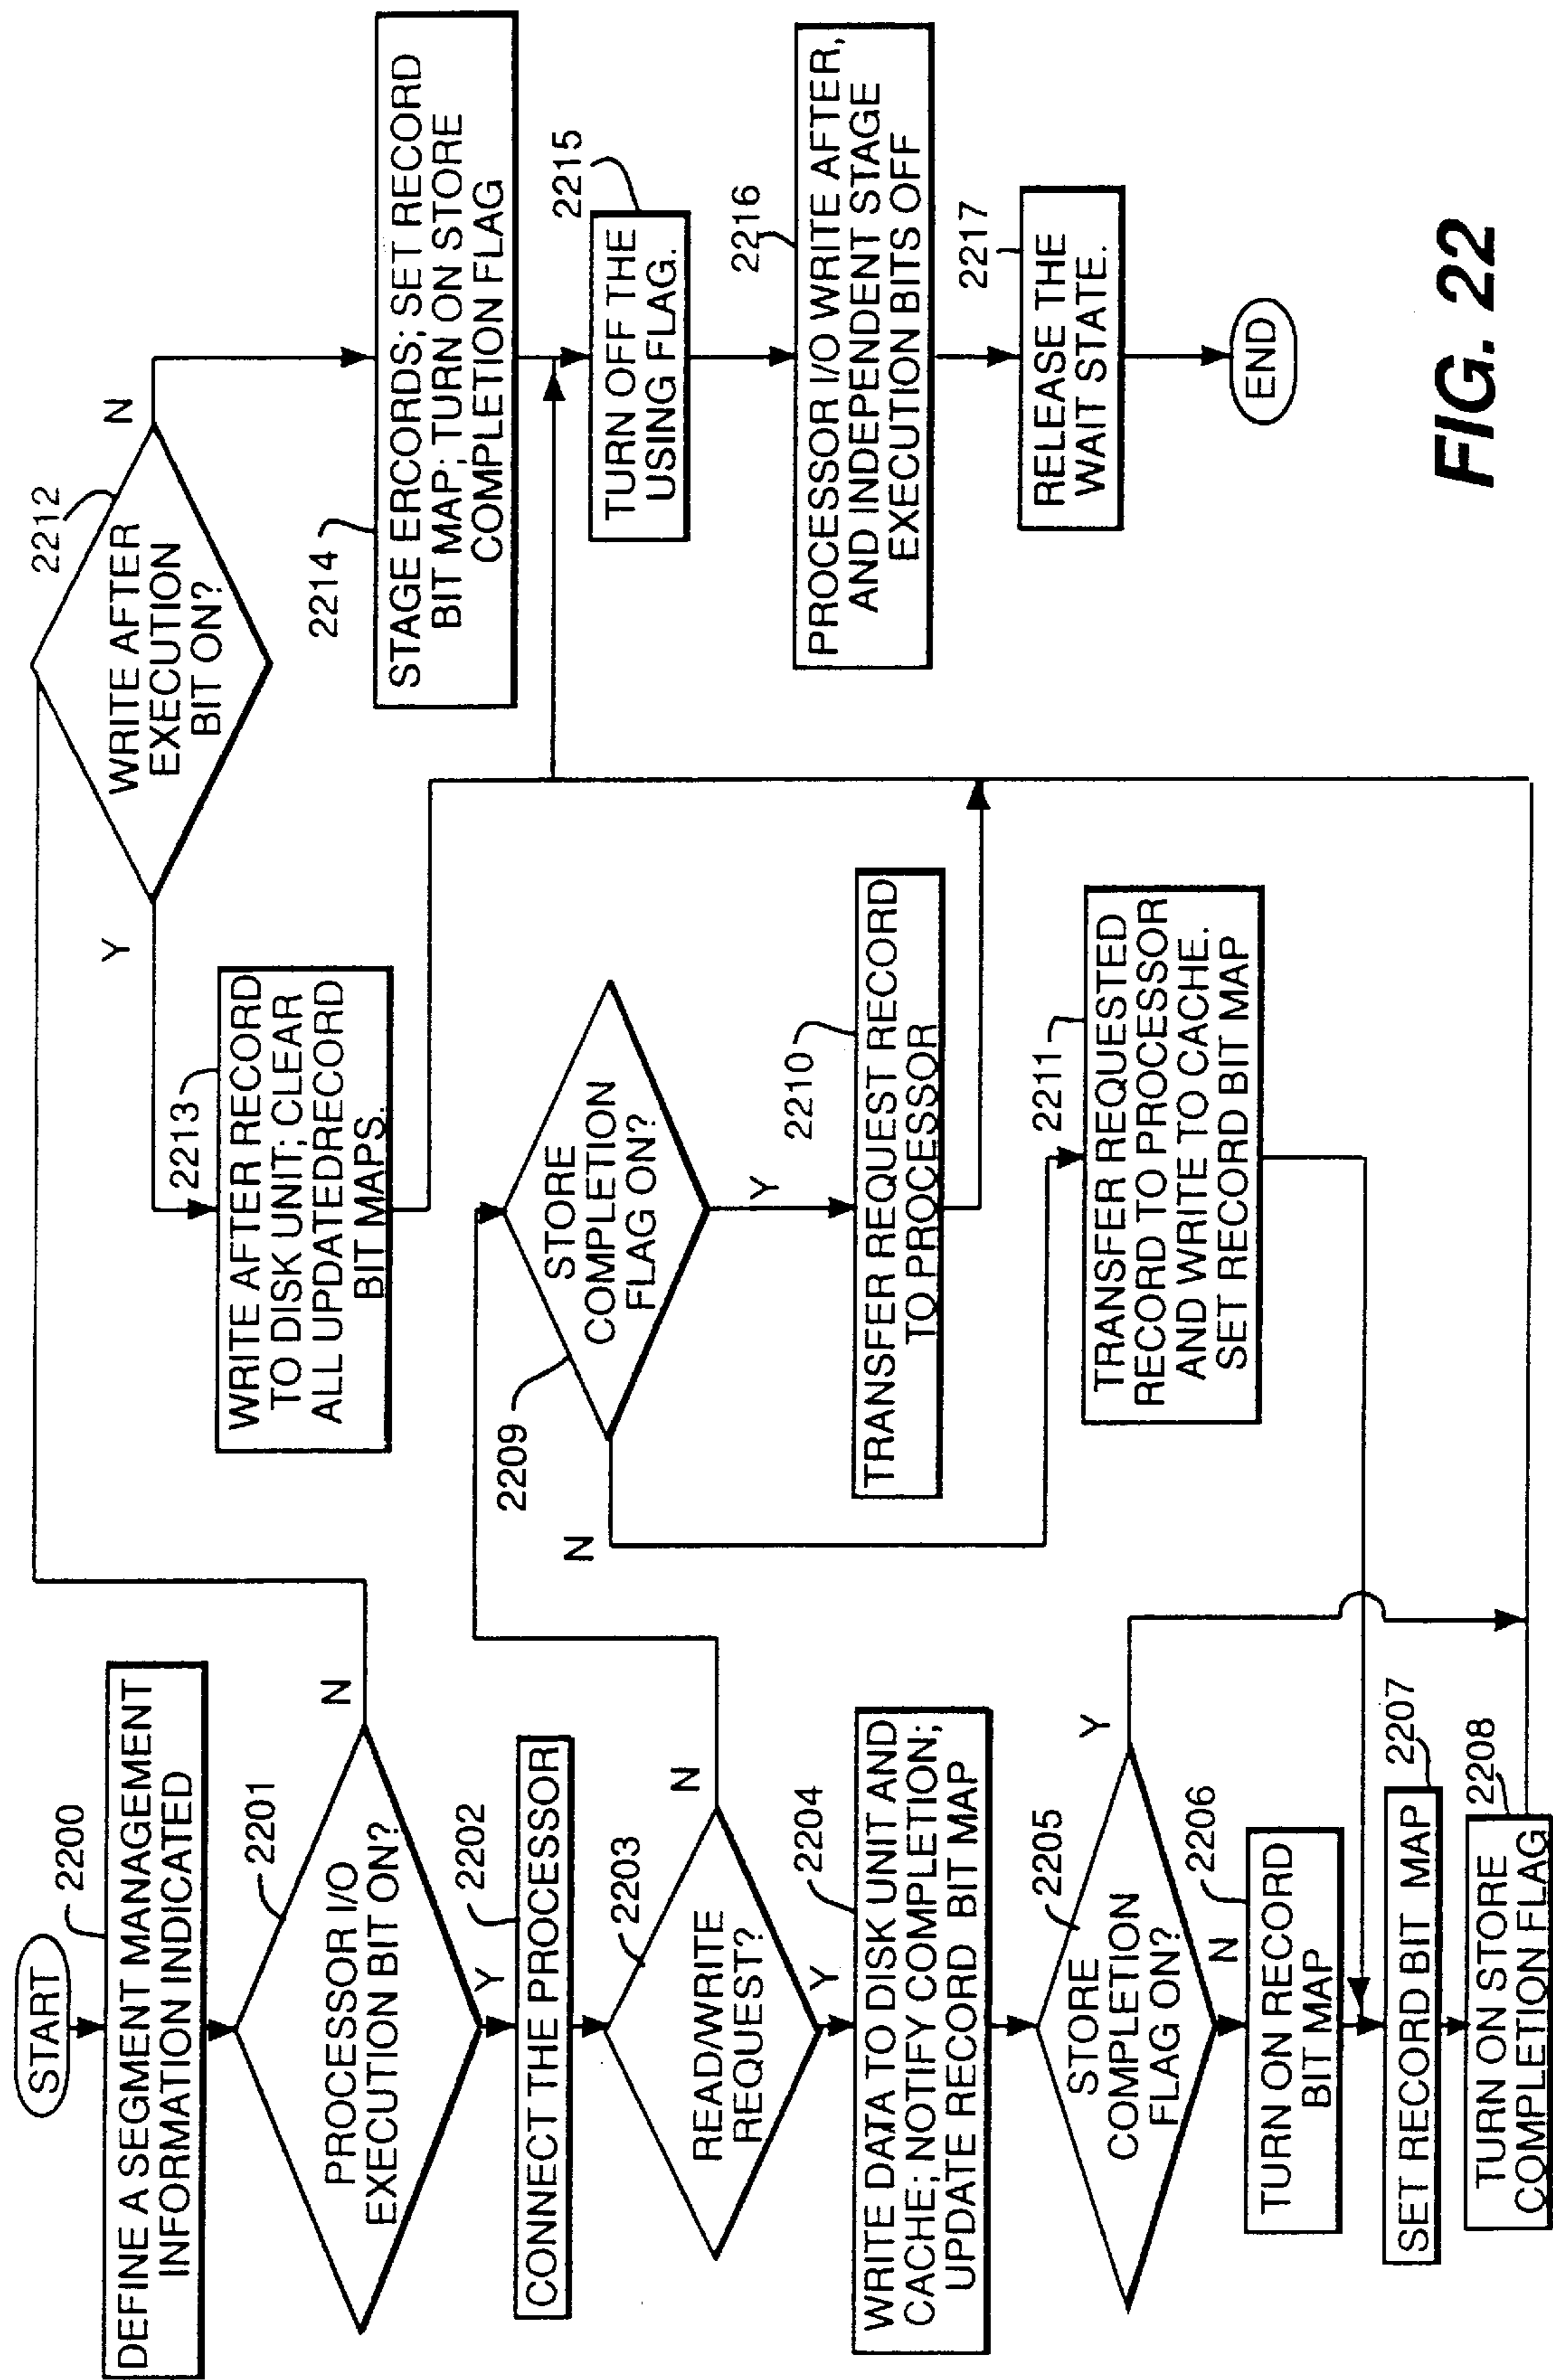 START
2200
DEFINE A SEGMENT MANAGEMENT
INFORMATION INDICATED
2201
PROCESSOR I/O
EXECUTION BIT ON?
N
Y
2202
CONNECT THE PROCESSOR
2203
READ/WRITE
REQUEST?
N
Y
2204
WRITE DATA TO DISK UNIT AND
CACHE; NOTIFY COMPLETION;
UPDATE RECORD BIT MAP
2205
STORE
COMPLETION
FLAG ON?
Y
N
2206
TURN ON RECORD
BIT MAP
2207
SET RECORD BIT MAP
2208
TURN ON STORE
COMPLETION FLAG
2209
STORE
COMPLETION
FLAG ON?
N
Y
2210
TRANSFER REQUEST RECORD
TO PROCESSOR
2211
TRANSFER REQUESTED
RECORD TO PROCESSOR
AND WRITE TO CACHE.
SET RECORD BIT MAP
2212
WRITE AFTER
EXECUTION
BIT ON?
Y
N
2213
WRITE AFTER RECORD
TO DISK UNIT; CLEAR
ALL UPDATEDRECORD
BIT MAPS.
2214
STAGE ERCORDS; SET RECORD
BIT MAP; TURN ON STORE
COMPLETION FLAG
2215
TURN OFF THE
USING FLAG.
2216
PROCESSOR I/O WRITE AFTER,
AND INDEPENDENT STAGE
EXECUTION BITS OFF
2217
RELEASE THE
WAIT STATE.
END
FIG. 22